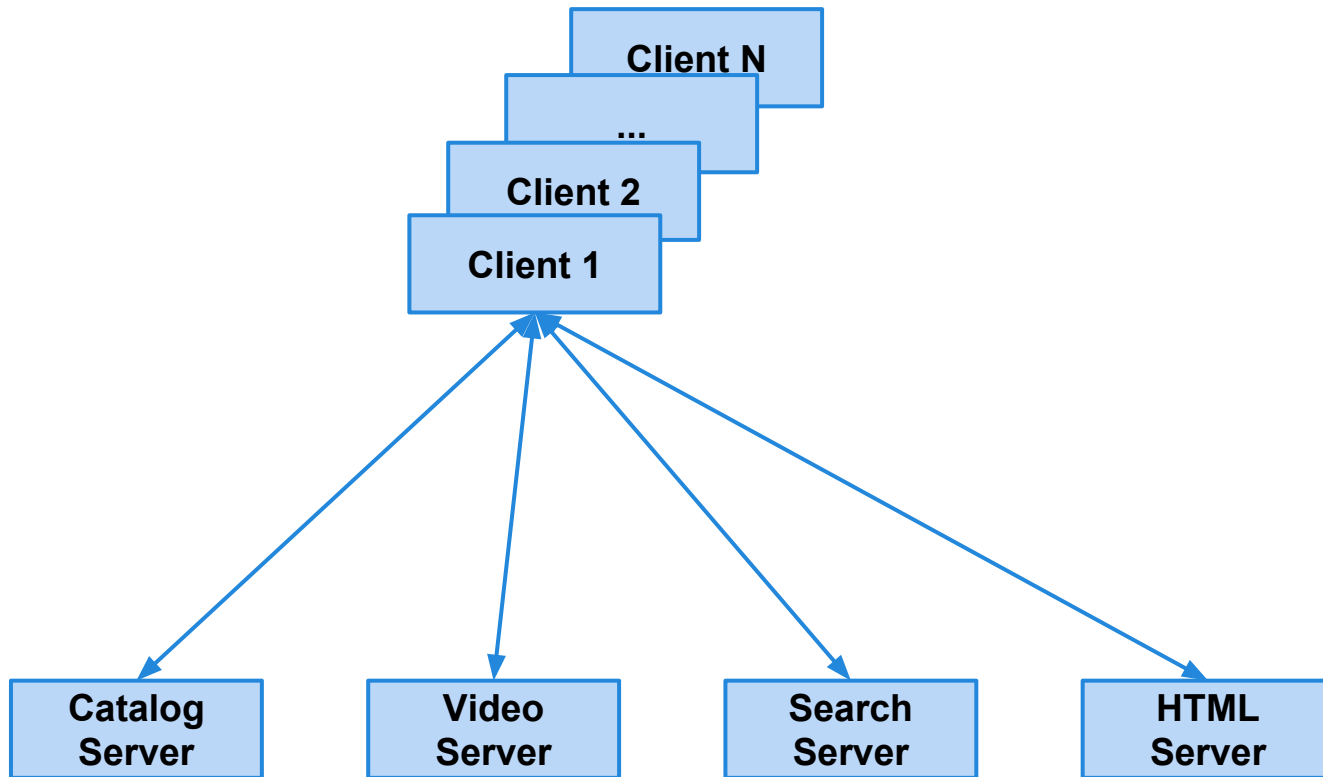 Client N
...
Client 2
Client 1
Catalog
Server
Video
Server
Search
Server
HTML
Server